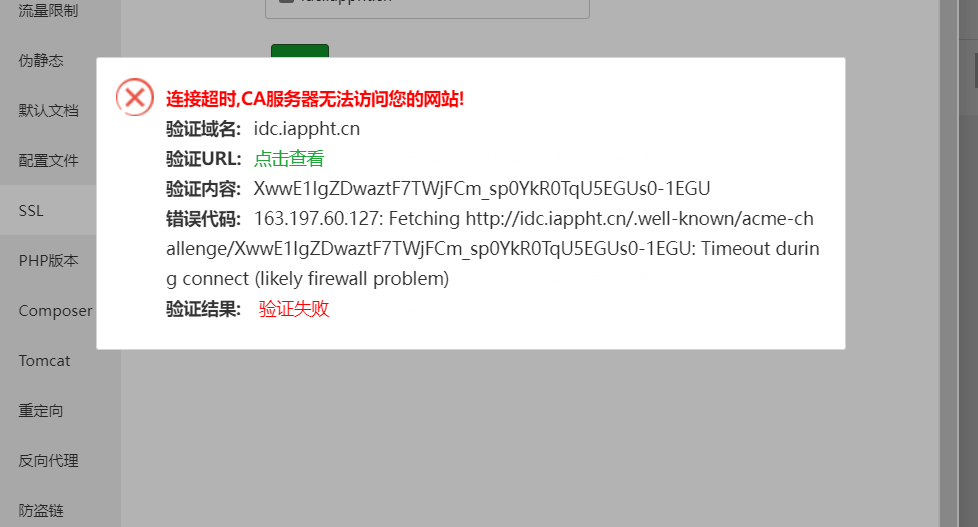 流量限制
伪静态
默认文档
配置文件
SSL
PHP版本
Composer
Tomcat
重定向
反向代理
防盗链
连接超时,CA服务器无法访问您的网站!
验证域名: idc.iappht.cn
验证URL: 点击查看
验证内容: XwwE1IgZDwaztF7TWjFCm_sp0YkR0TqU5EGUs0-1EGU
错误代码: 163.197.60.127: Fetching http://idc.iappht.cn/.well-known/acme-ch
allenge/XwwE1IgZDwaztF7TWjFCm_sp0YkR0TqU5EGUs0-1EGU: Timeout durin
g connect (likely firewall problem)
验证结果: 验证失败